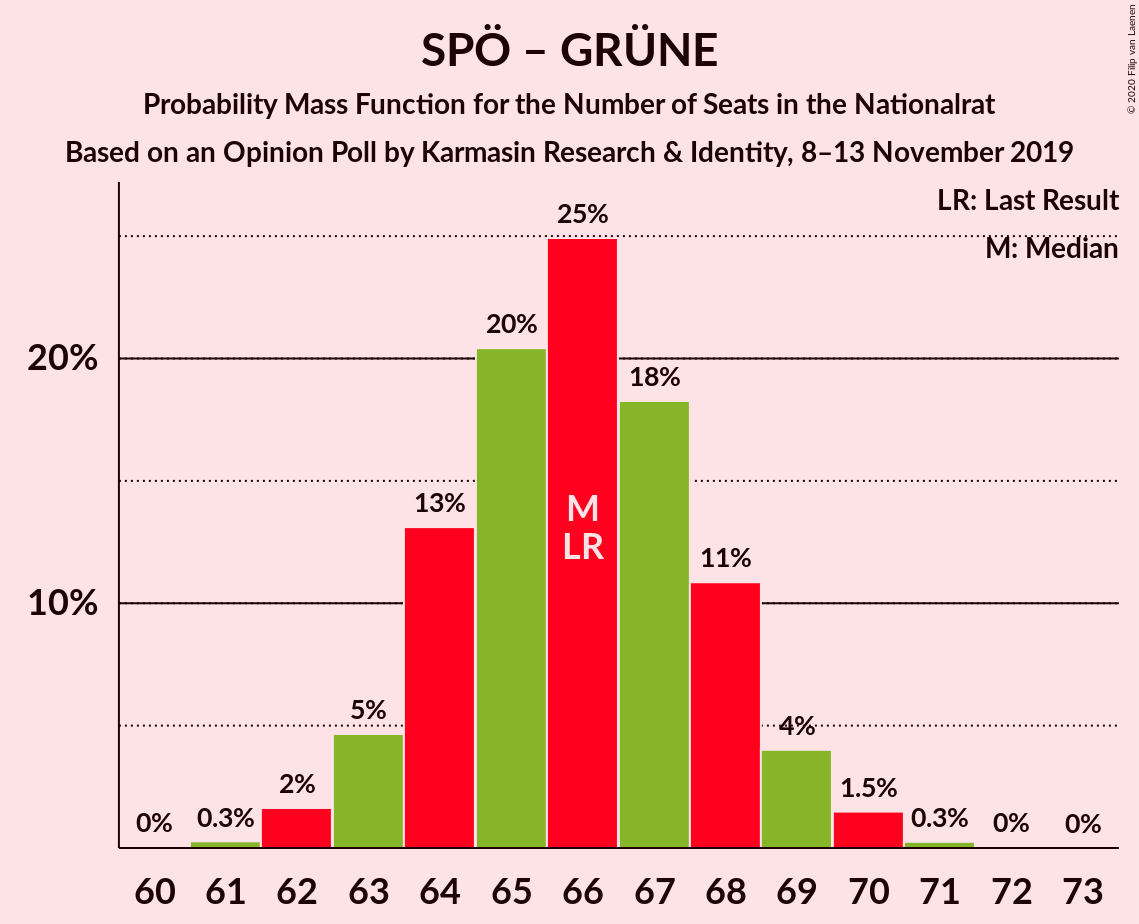 SPÖ – GRÜNE
Probability Mass Function for the Number of Seats in the Nationalrat
Based on an Opinion Poll by Karmasin Research & Identity, 8–13 November 2019
© 2020 Filip van Laenen
LR: Last Result
M: Median
20%
10%
0%
0.3%
2%
5%
13%
20%
25%
18%
11%
4%
1.5%
0.3%
0%
0%
M
LR
60 61 62 63 64 65 66 67 68 69 70 71 72 73